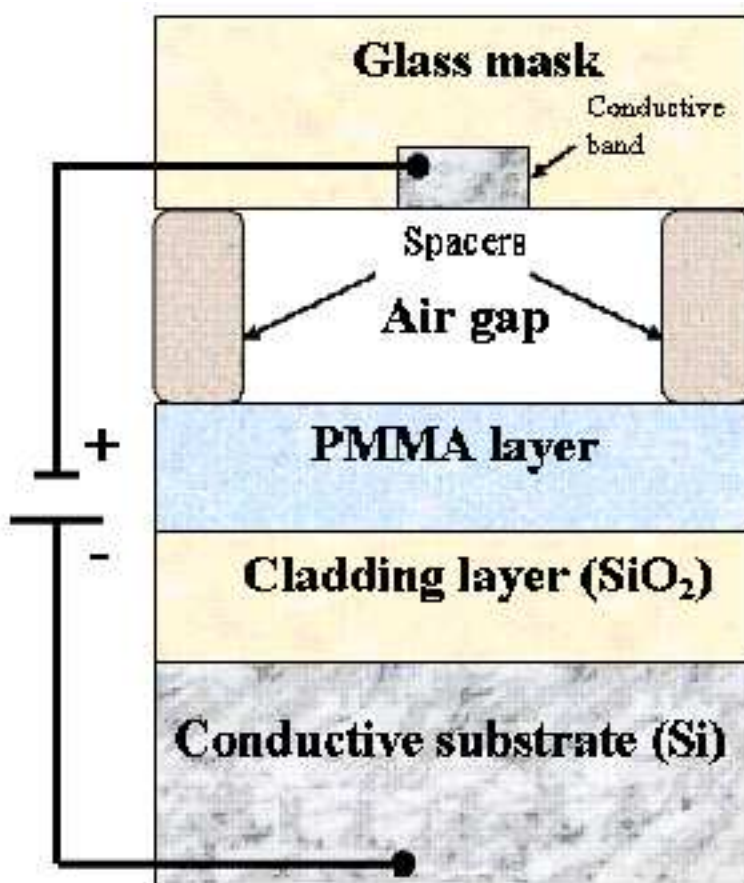 Glass mask
Conductive
band
Spacers
Air gap
+
PMMA layer
-
Cladding layer (SiO₂)
Conductive substrate (Si)